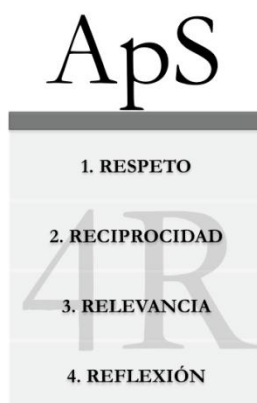 ApS
4R
1. RESPETO
2. RECIPROCIDAD
3. RELEVANCIA
4. REFLEXIÓN